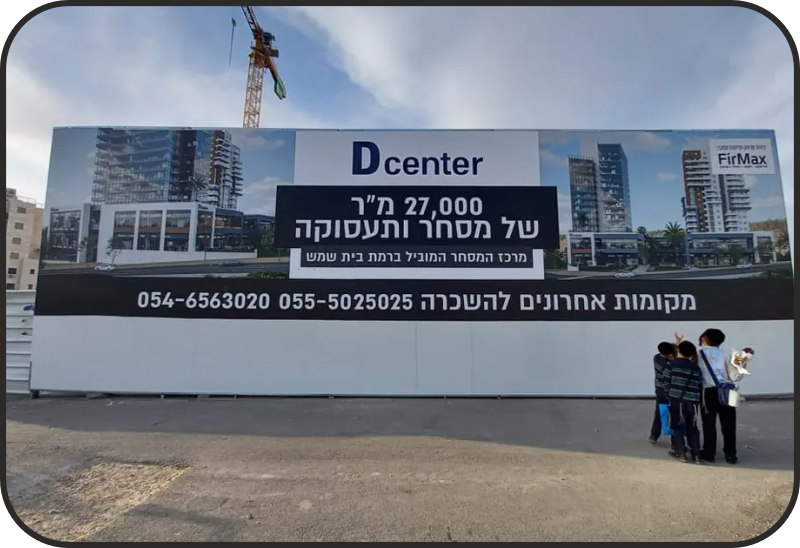 D center
FirMax
27,000 מ"ר
של מסחר ותעסוקה
מרכז המסחר המוביל ברמת בית שמש
מקומות אחרונים להשכרה 055-5025025 054-6563020